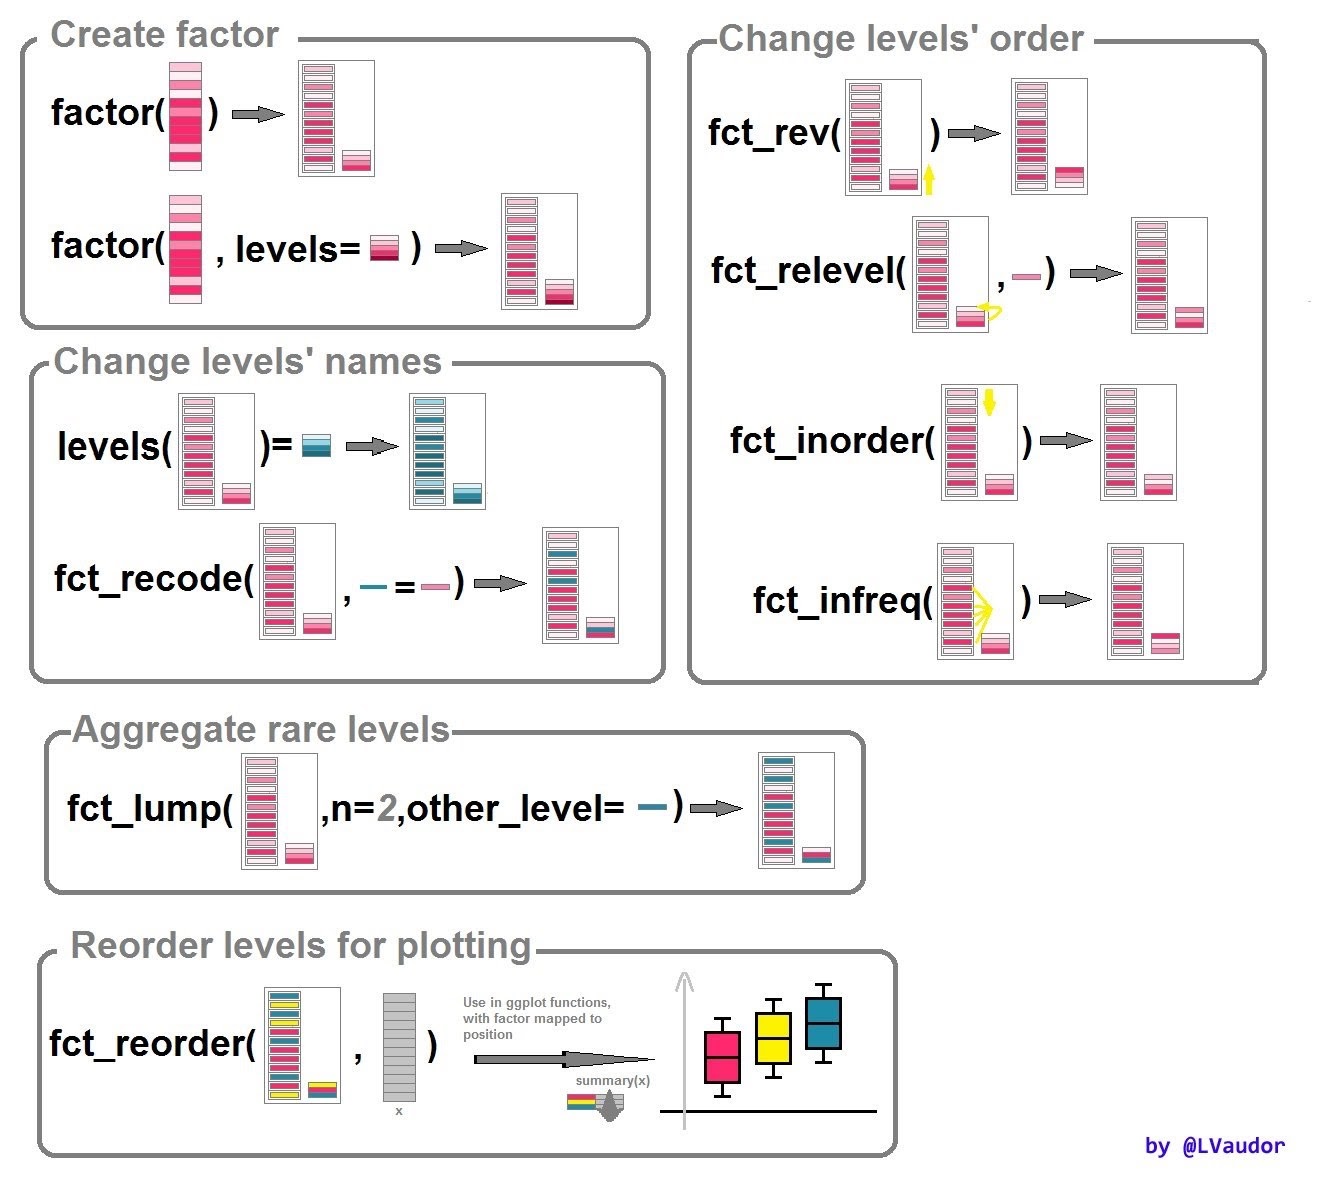 Create factor
factor( )
factor( , levels= )
Change levels' names
levels( )=
fct_recode( , = )
Change levels' order
fct_rev( )
fct_relevel( , )
fct_inorder( )
fct_infreq( )
Aggregate rare levels
fct_lump( ,n=2,other_level= )
Reorder levels for plotting
fct_reorder( , )
x
Use in ggplot functions,
with factor mapped to
position
summary(x)
by @LVaudor